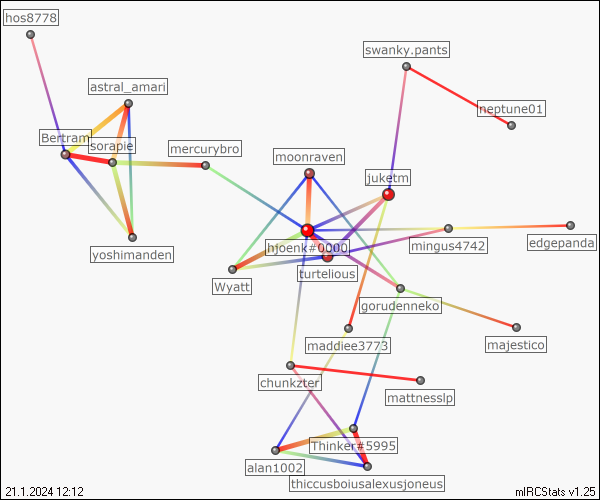 hos8778
swanky.pants
astral_amari
neptune01
Bertram
sorapie
mercurybro
moonraven
juketm
yoshimanden
hrjoenk#0000
mingus4742
edgepanda
Wyatt
turtelious
gorudenneko
maddiee3773
majestico
chunkzter
mattnesslp
Thinker#5995
alan1002
thiccusboiusalexusjoneus
21.1.2024 12:12
mIRCStats v1.25